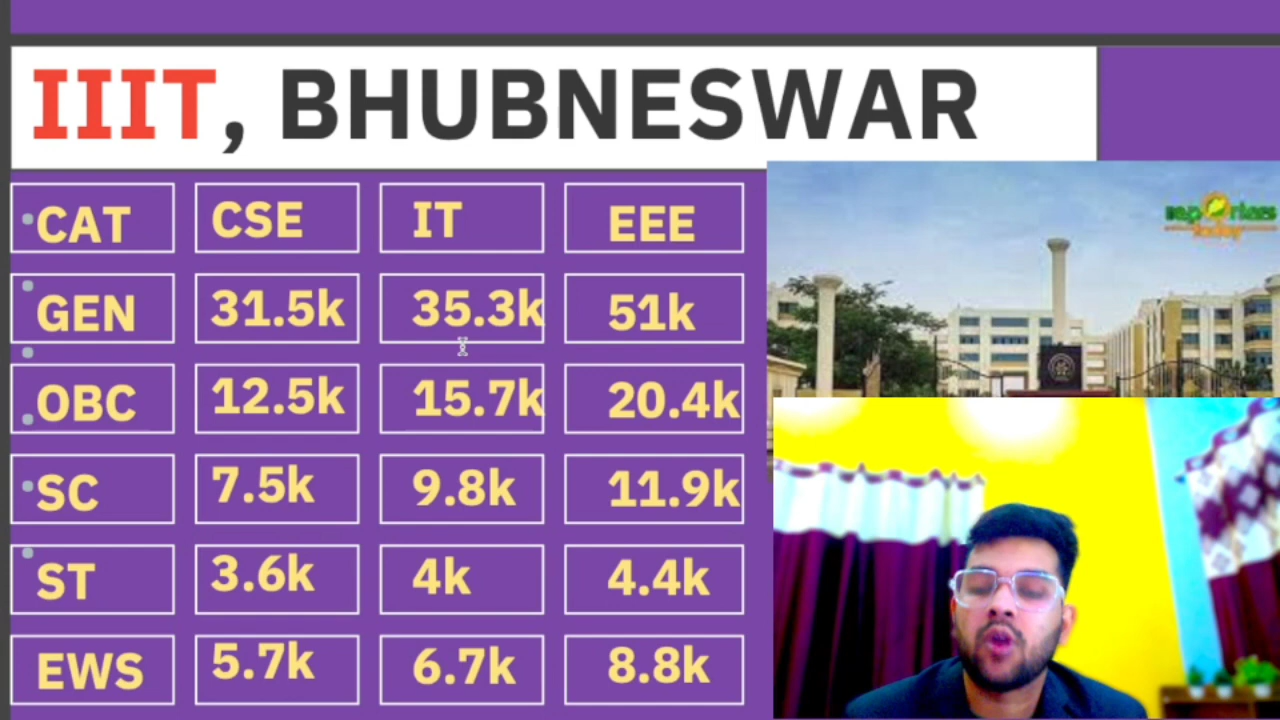 IIIT, BHUBNESWAR
CAT CSE IT EEE
GEN 31.5k 35.3k 51k
OBC 12.5k 15.7k 20.4k
SC 7.5k 9.8k 11.9k
ST 3.6k 4k 4.4k
EWS 5.7k 6.7k 8.8k